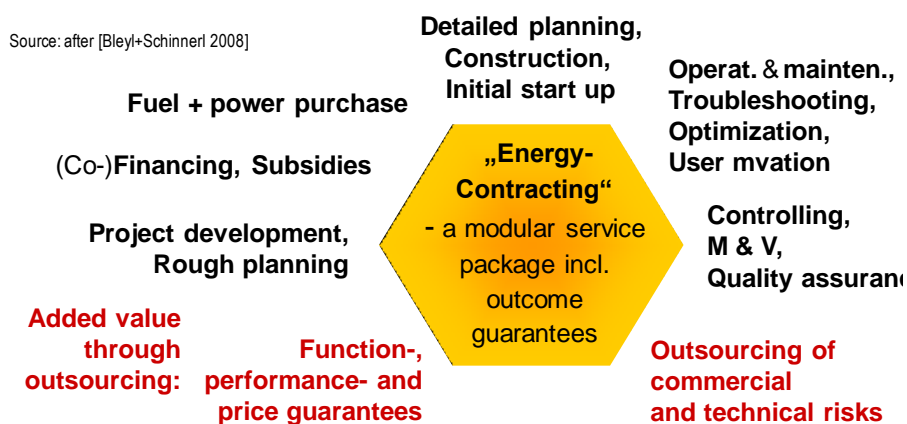 Source: after [Bleyl+Schinnerl 2008]
Detailed planning,
Construction,
Initial start up
Operat. & mainten.,
Troubleshooting,
Optimization,
User mvation
Fuel + power purchase
(Co-)Financing, Subsidies
Project development,
Rough planning
„Energy-
Contracting“
- a modular service
package incl.
outcome
guarantees
Controlling,
M & V,
Quality assuranc
Added value
through
outsourcing:
Function-,
performance- and
price guarantees
Outsourcing of
commercial
and technical risks